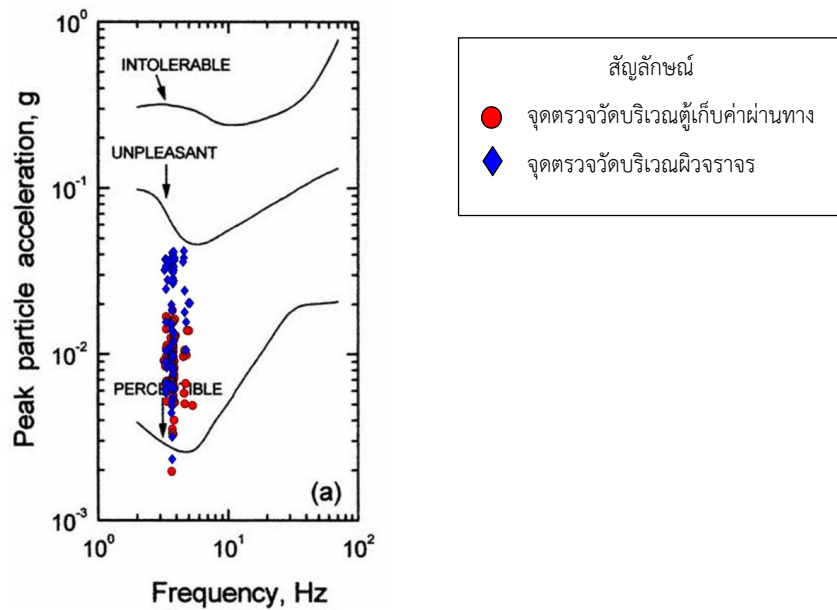 10⁰
INTOLERABLE
UNPLEASANT
10⁻¹
10⁻²
PERCEPTIBLE
10⁻³
(a)
10⁰ 10¹ 10²
Peak particle acceleration, g
Frequency, Hz
สัญลักษณ์
จุดตรวจวัดบริเวณตู้เก็บค่าผ่านทาง
จุดตรวจวัดบริเวณผิวจราจร